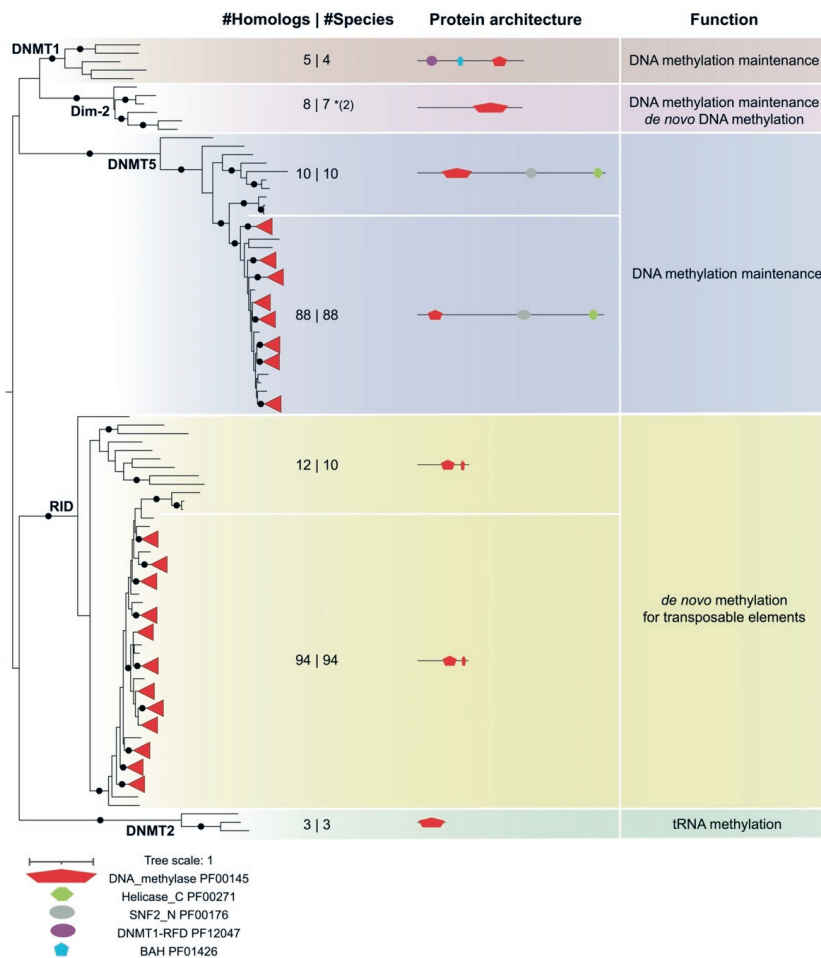 #Homologs | #Species Protein architecture Function
DNMT1
5 | 4
DNA methylation maintenance
Dim-2
8 | 7 *(2)
DNA methylation maintenance
de novo DNA methylation
DNMT5
10 | 10
DNA methylation maintenance
88 | 88
12 | 10
RID
de novo methylation
for transposable elements
94 | 94
DNMT2
3 | 3
tRNA methylation
Tree scale: 1
DNA_methylase PF00145
Helicase_C PF00271
SNF2_N PF00176
DNMT1-RFD PF12047
BAH PF01426